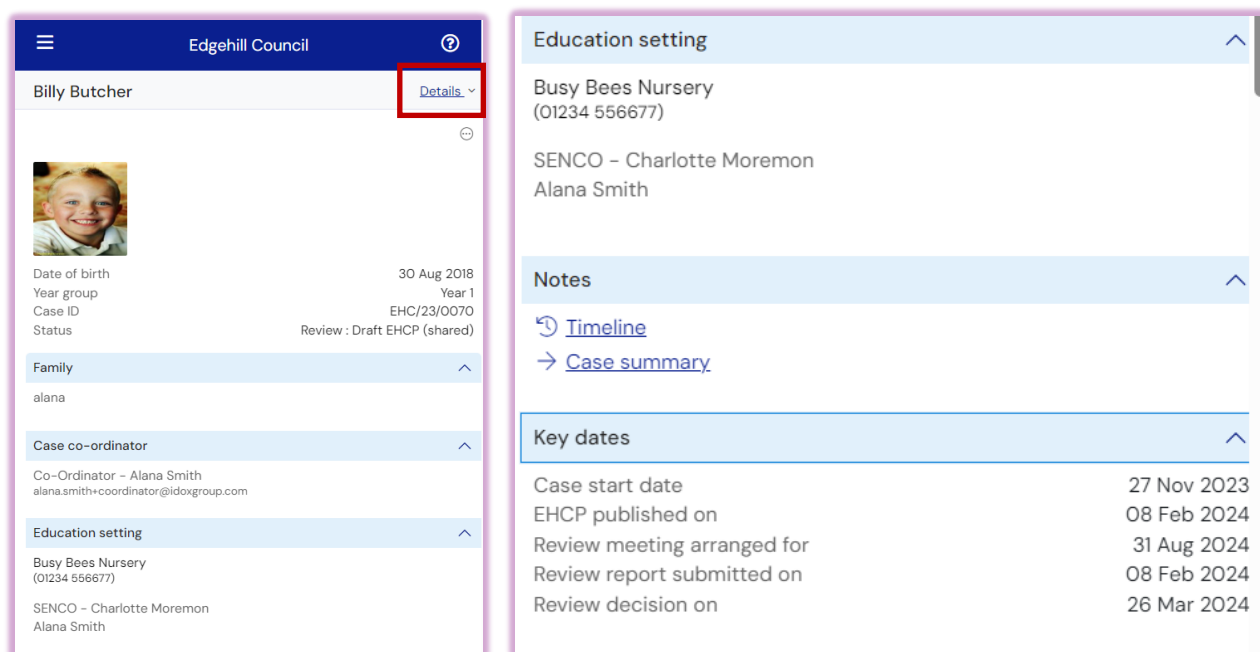 Edgehill Council
Billy Butcher
Details
Date of birth 30 Aug 2018
Year group Year 1
Case ID EHC/23/0070
Status Review : Draft EHCP (shared)
Family
alana
Case co-ordinator
Co-Ordinator - Alana Smith
alana.smith+coordinator@idoxgroup.com
Education setting
Busy Bees Nursery
(01234 556677)
SENCO - Charlotte Moremon
Alana Smith
Education setting
Busy Bees Nursery
(01234 556677)
SENCO - Charlotte Moremon
Alana Smith
Notes
Timeline
Case summary
Key dates
Case start date 27 Nov 2023
EHCP published on 08 Feb 2024
Review meeting arranged for 31 Aug 2024
Review report submitted on 08 Feb 2024
Review decision on 26 Mar 2024